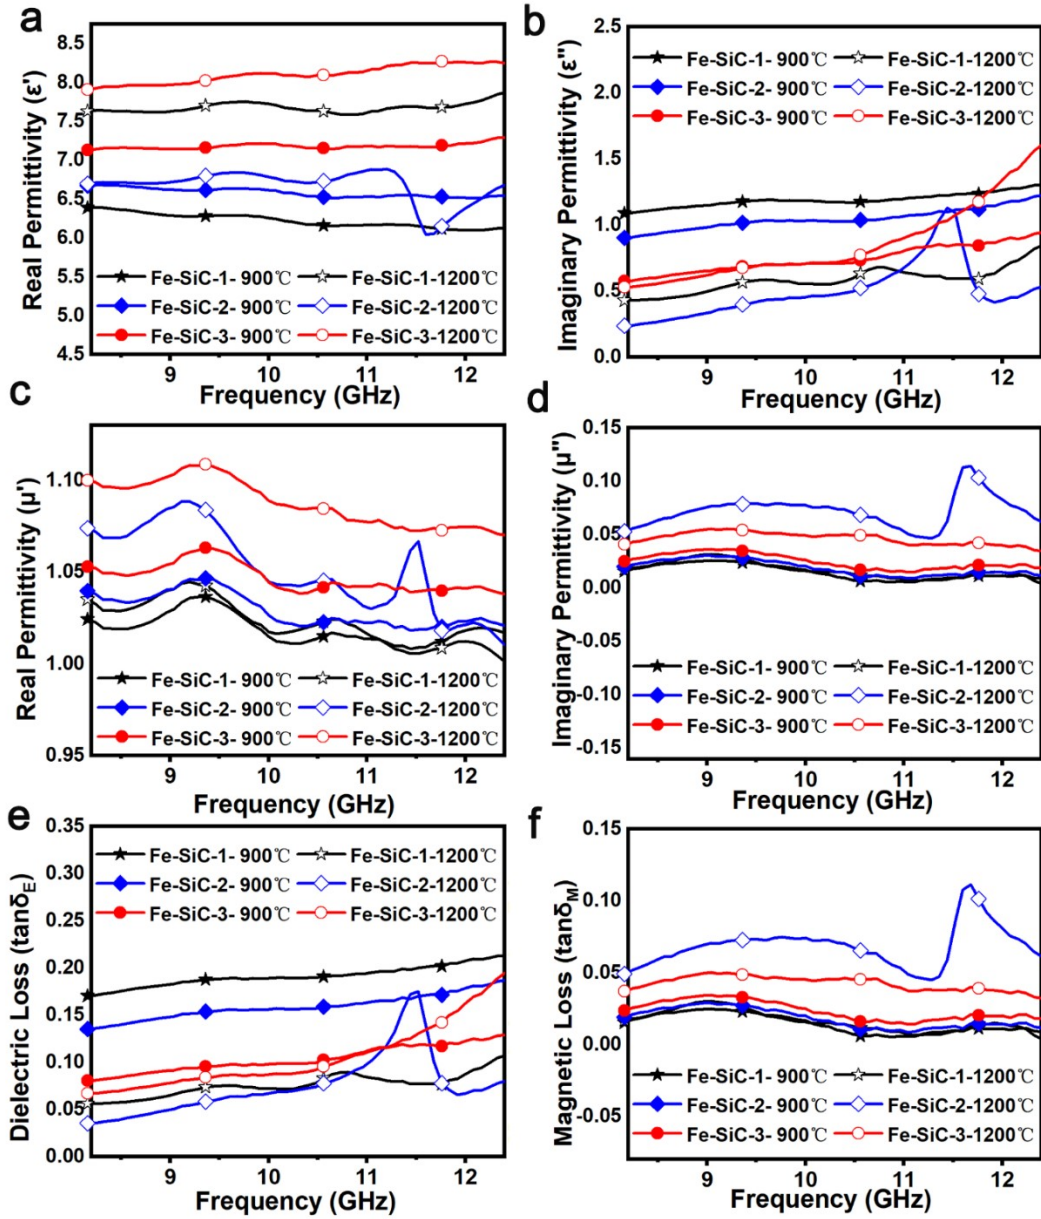 a
Real Permittivity (ε')
8.5
8.0
7.5
7.0
6.5
6.0
5.5
5.0
4.5
Fe-SiC-1- 900℃ Fe-SiC-1-1200℃
Fe-SiC-2- 900℃ Fe-SiC-2-1200℃
Fe-SiC-3- 900℃ Fe-SiC-3-1200℃
9 10 11 12
Frequency (GHz)
b
Imaginary Permittivity (ε")
2.5
2.0
1.5
1.0
0.5
0.0
Fe-SiC-1- 900℃ Fe-SiC-1-1200℃
Fe-SiC-2- 900℃ Fe-SiC-2-1200℃
Fe-SiC-3- 900℃ Fe-SiC-3-1200℃
9 10 11 12
Frequency (GHz)
c
Real Permittivity (μ')
1.10
1.05
1.00
0.95
Fe-SiC-1- 900℃ Fe-SiC-1-1200℃
Fe-SiC-2- 900℃ Fe-SiC-2-1200℃
Fe-SiC-3- 900℃ Fe-SiC-3-1200℃
9 10 11 12
Frequency (GHz)
d
Imaginary Permittivity (μ")
0.15
0.10
0.05
0.00
-0.05
-0.10
-0.15
Fe-SiC-1- 900℃ Fe-SiC-1-1200℃
Fe-SiC-2- 900℃ Fe-SiC-2-1200℃
Fe-SiC-3- 900℃ Fe-SiC-3-1200℃
9 10 11 12
Frequency (GHz)
e
Dielectric Loss (tanδE)
0.35
0.30
0.25
0.20
0.15
0.10
0.05
0.00
Fe-SiC-1- 900℃ Fe-SiC-1-1200℃
Fe-SiC-2- 900℃ Fe-SiC-2-1200℃
Fe-SiC-3- 900℃ Fe-SiC-3-1200℃
9 10 11 12
Frequency (GHz)
f
Magnetic Loss (tanδM)
0.15
0.10
0.05
0.00
-0.05
Fe-SiC-1- 900℃ Fe-SiC-1-1200℃
Fe-SiC-2- 900℃ Fe-SiC-2-1200℃
Fe-SiC-3- 900℃ Fe-SiC-3-1200℃
9 10 11 12
Frequency (GHz)